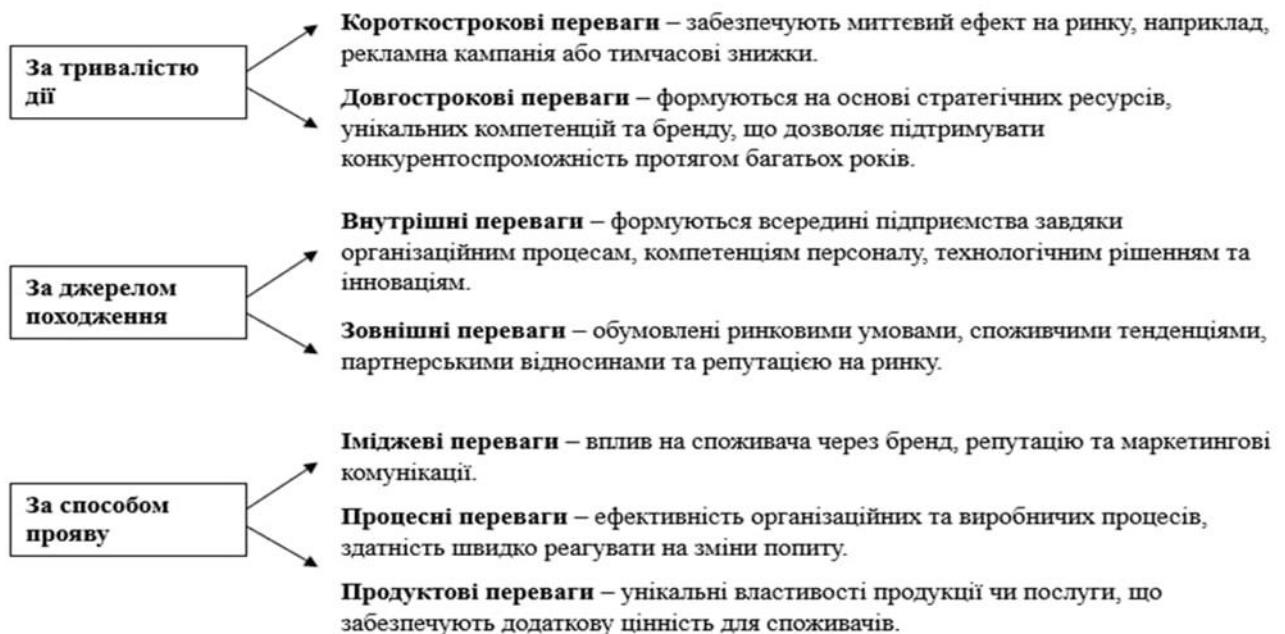 За тривалістю
дії
Короткострокові переваги – забезпечують миттєвий ефект на ринку, наприклад,
рекламна кампанія або тимчасові знижки.
Довгострокові переваги – формуються на основі стратегічних ресурсів,
унікальних компетенцій та бренду, що дозволяє підтримувати
конкурентоспроможність протягом багатьох років.
За джерелом
походження
Внутрішні переваги – формуються всередині підприємства завдяки
організаційним процесам, компетенціям персоналу, технологічним рішенням та
інноваціям.
Зовнішні переваги – обумовлені ринковими умовами, споживчими тенденціями,
партнерськими відносинами та репутацією на ринку.
За способом
прояву
Іміджеві переваги – вплив на споживача через бренд, репутацію та маркетингові
комунікації.
Процесні переваги – ефективність організаційних та виробничих процесів,
здатність швидко реагувати на зміни попиту.
Продуктові переваги – унікальні властивості продукції чи послуги, що
забезпечують додаткову цінність для споживачів.